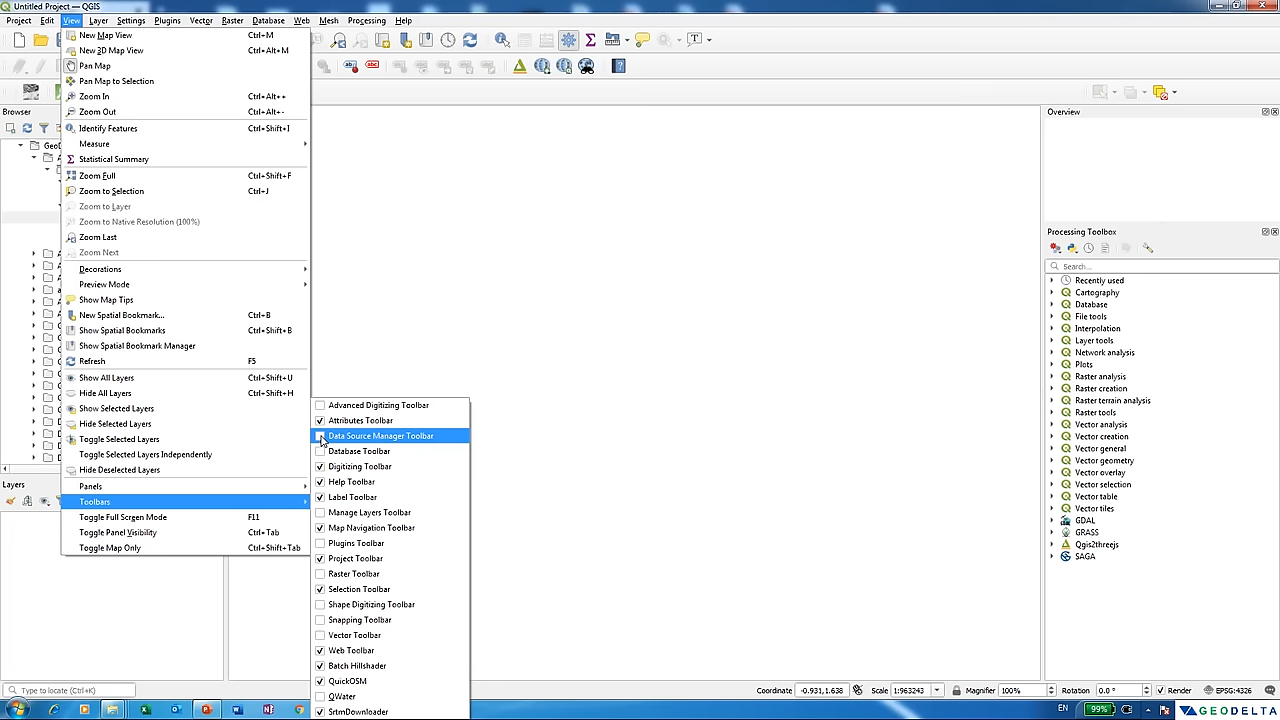 Untitled Project — QGIS
Project Edit View Layer Settings Plugins Vector Raster Database Web Mesh Processing Help
New Map View Ctrl+M
New 3D Map View Ctrl+Alt+M
Pan Map
Pan Map to Selection
Zoom In Ctrl+Alt++
Zoom Out Ctrl+Alt+-
Identify Features Ctrl+Shift+I
Measure
Statistical Summary
Zoom Full Ctrl+Shift+F
Zoom to Selection Ctrl+J
Zoom to Layer
Zoom to Native Resolution (100%)
Zoom Last
Zoom Next
Decorations
Preview Mode
Show Map Tips
New Spatial Bookmark... Ctrl+B
Show Spatial Bookmarks Ctrl+Shift+B
Show Spatial Bookmark Manager
Refresh F5
Show All Layers Ctrl+Shift+U
Hide All Layers Ctrl+Shift+H
Show Selected Layers
Hide Selected Layers
Toggle Selected Layers
Toggle Selected Layers Independently
Hide Deselected Layers
Panels
Toolbars
Toggle Full Screen Mode F11
Toggle Panel Visibility Ctrl+Tab
Toggle Map Only Ctrl+Shift+Tab
Advanced Digitizing Toolbar
Attributes Toolbar
Data Source Manager Toolbar
Database Toolbar
Digitizing Toolbar
Help Toolbar
Label Toolbar
Manage Layers Toolbar
Map Navigation Toolbar
Plugins Toolbar
Project Toolbar
Raster Toolbar
Selection Toolbar
Shape Digitizing Toolbar
Snapping Toolbar
Vector Toolbar
Web Toolbar
Batch Hillshader
QuickOSM
QWater
SrtmDownloader
Browser
Layers
Overview
Processing Toolbox
Search...
Recently used
Cartography
Database
File tools
Interpolation
Layer tools
Network analysis
Plots
Raster analysis
Raster creation
Raster terrain analysis
Raster tools
Vector analysis
Vector creation
Vector general
Vector geometry
Vector overlay
Vector selection
Vector table
Vector tiles
GDAL
GRASS
Qgis2threejs
SAGA
Type to locate (Ctrl+K)
Coordinate -0.931,1.638 Scale 1:963243 Magnifier 100% Rotation 0.0 ° Render EPSG:4326
EN 99% GEODELTA